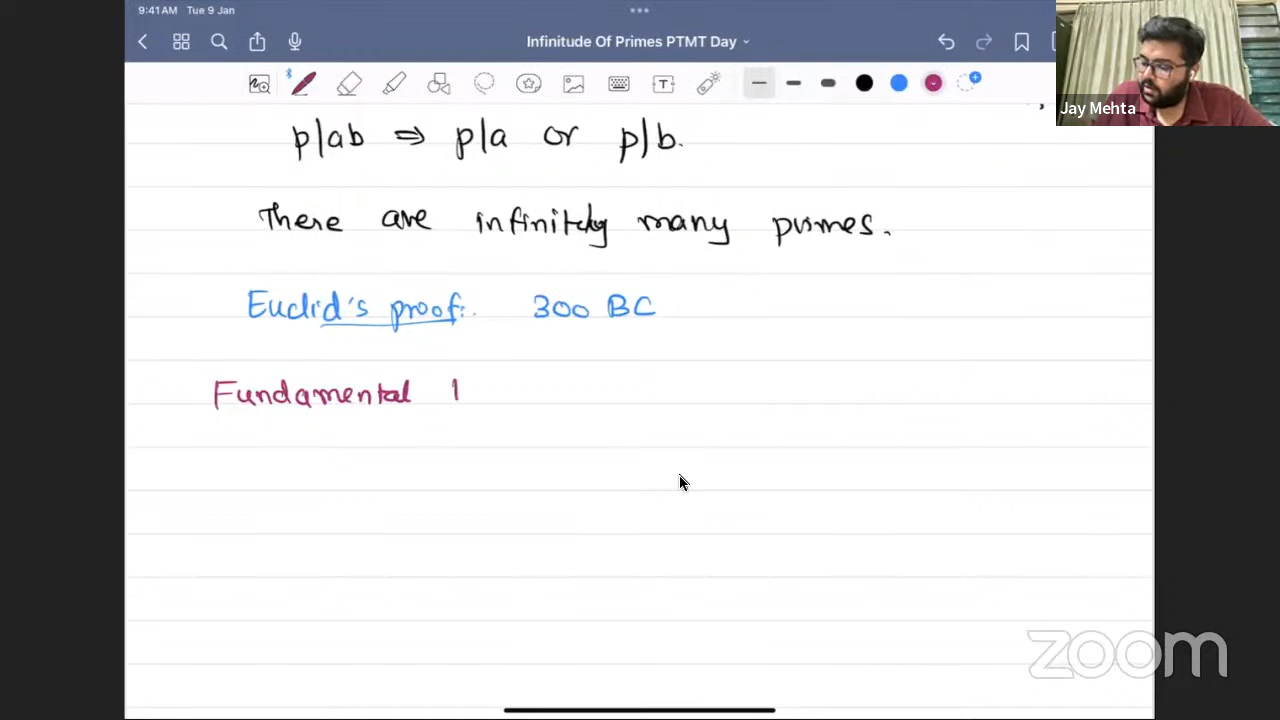 9:41 AM Tue 9 Jan
Infinitude Of Primes PTMT Day
T
Jay Mehta
p|ab ⇒ p|a or p|b.
There are infinitely many primes.
Euclid's proof: 300 BC
Fundamental
zoom